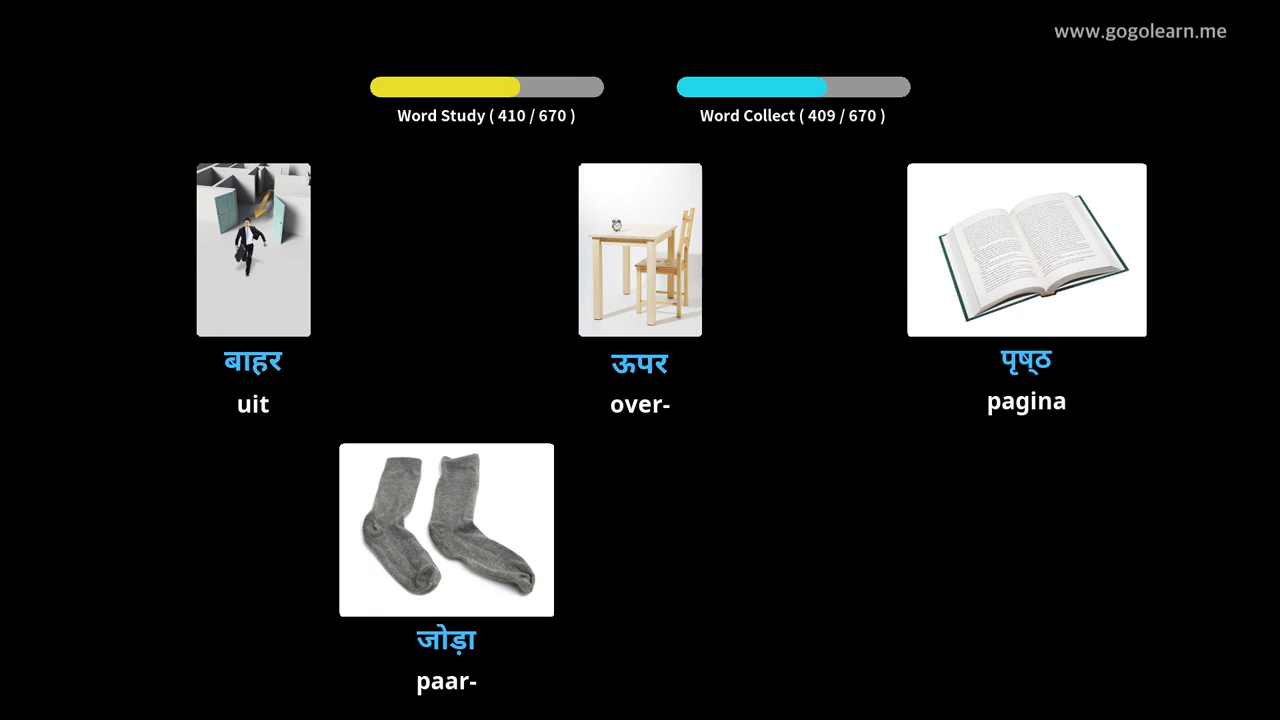 www.gogolearn.me
Word Study ( 410 / 670 )
Word Collect ( 409 / 670 )
बाहर
uit
ऊपर
over-
पृष्ठ
pagina
जोड़ा
paar-